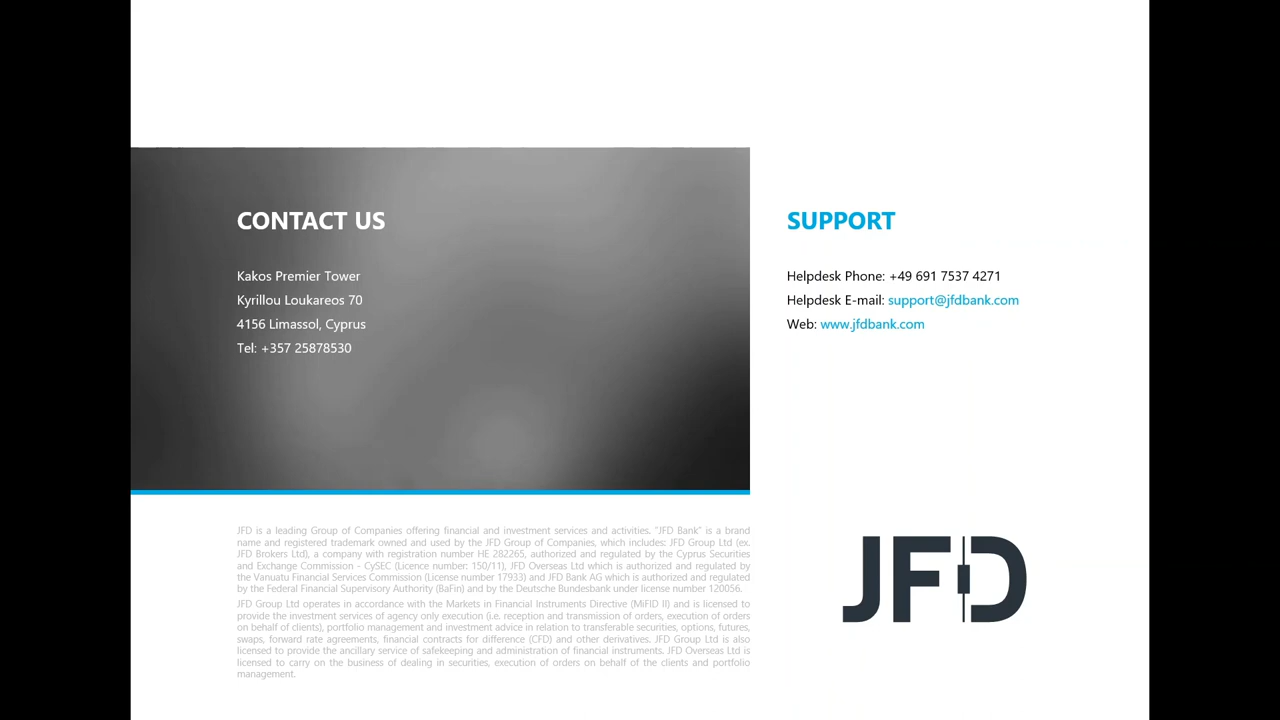 CONTACT US
Kakos Premier Tower
Kyrillou Loukareos 70
4156 Limassol, Cyprus
Tel: +357 25878530
SUPPORT
Helpdesk Phone: +49 691 7537 4271
Helpdesk E-mail: support@jfdbank.com
Web: www.jfdbank.com
JFD is a leading Group of Companies offering financial and investment services and activities. "JFD Bank" is a brand
name and registered trademark owned and used by the JFD Group of Companies, which includes: JFD Group Ltd (ex.
JFD Brokers Ltd), a company with registration number HE 282265, authorized and regulated by the Cyprus Securities
and Exchange Commission - CySEC (Licence number: 150/11), JFD Overseas Ltd which is authorized and regulated by
the Vanuatu Financial Services Commission (License number 17933) and JFD Bank AG which is authorized and regulated
by the Federal Financial Supervisory Authority (BaFin) and by the Deutsche Bundesbank under license number 120056.
JFD Group Ltd operates in accordance with the Markets in Financial Instruments Directive (MiFID II) and is licensed to
provide the investment services of agency only execution (i.e. reception and transmission of orders, execution of orders
on behalf of clients), portfolio management and investment advice in relation to transferable securities, options, futures,
swaps, forward rate agreements, financial contracts for difference (CFD) and other derivatives. JFD Group Ltd is also
licensed to provide the ancillary service of safekeeping and administration of financial instruments. JFD Overseas Ltd is
licensed to carry on the business of dealing in securities, execution of orders on behalf of the clients and portfolio
management.
JFD